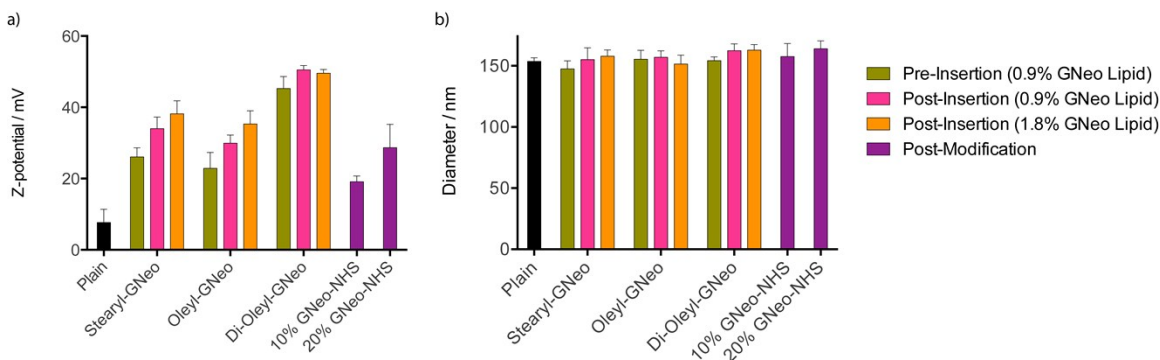 a)
Z-potential / mV
60
40
20
0
Plain
Stearyl-GNeo
Oleyl-GNeo
Di-Oleyl-GNeo
10% GNeo-NHS
20% GNeo-NHS
b)
Diameter / nm
150
100
50
0
Plain
Stearyl-GNeo
Oleyl-GNeo
Di-Oleyl-GNeo
10% GNeo-NHS
20% GNeo-NHS
Pre-Insertion (0.9% GNeo Lipid)
Post-Insertion (0.9% GNeo Lipid)
Post-Insertion (1.8% GNeo Lipid)
Post-Modification